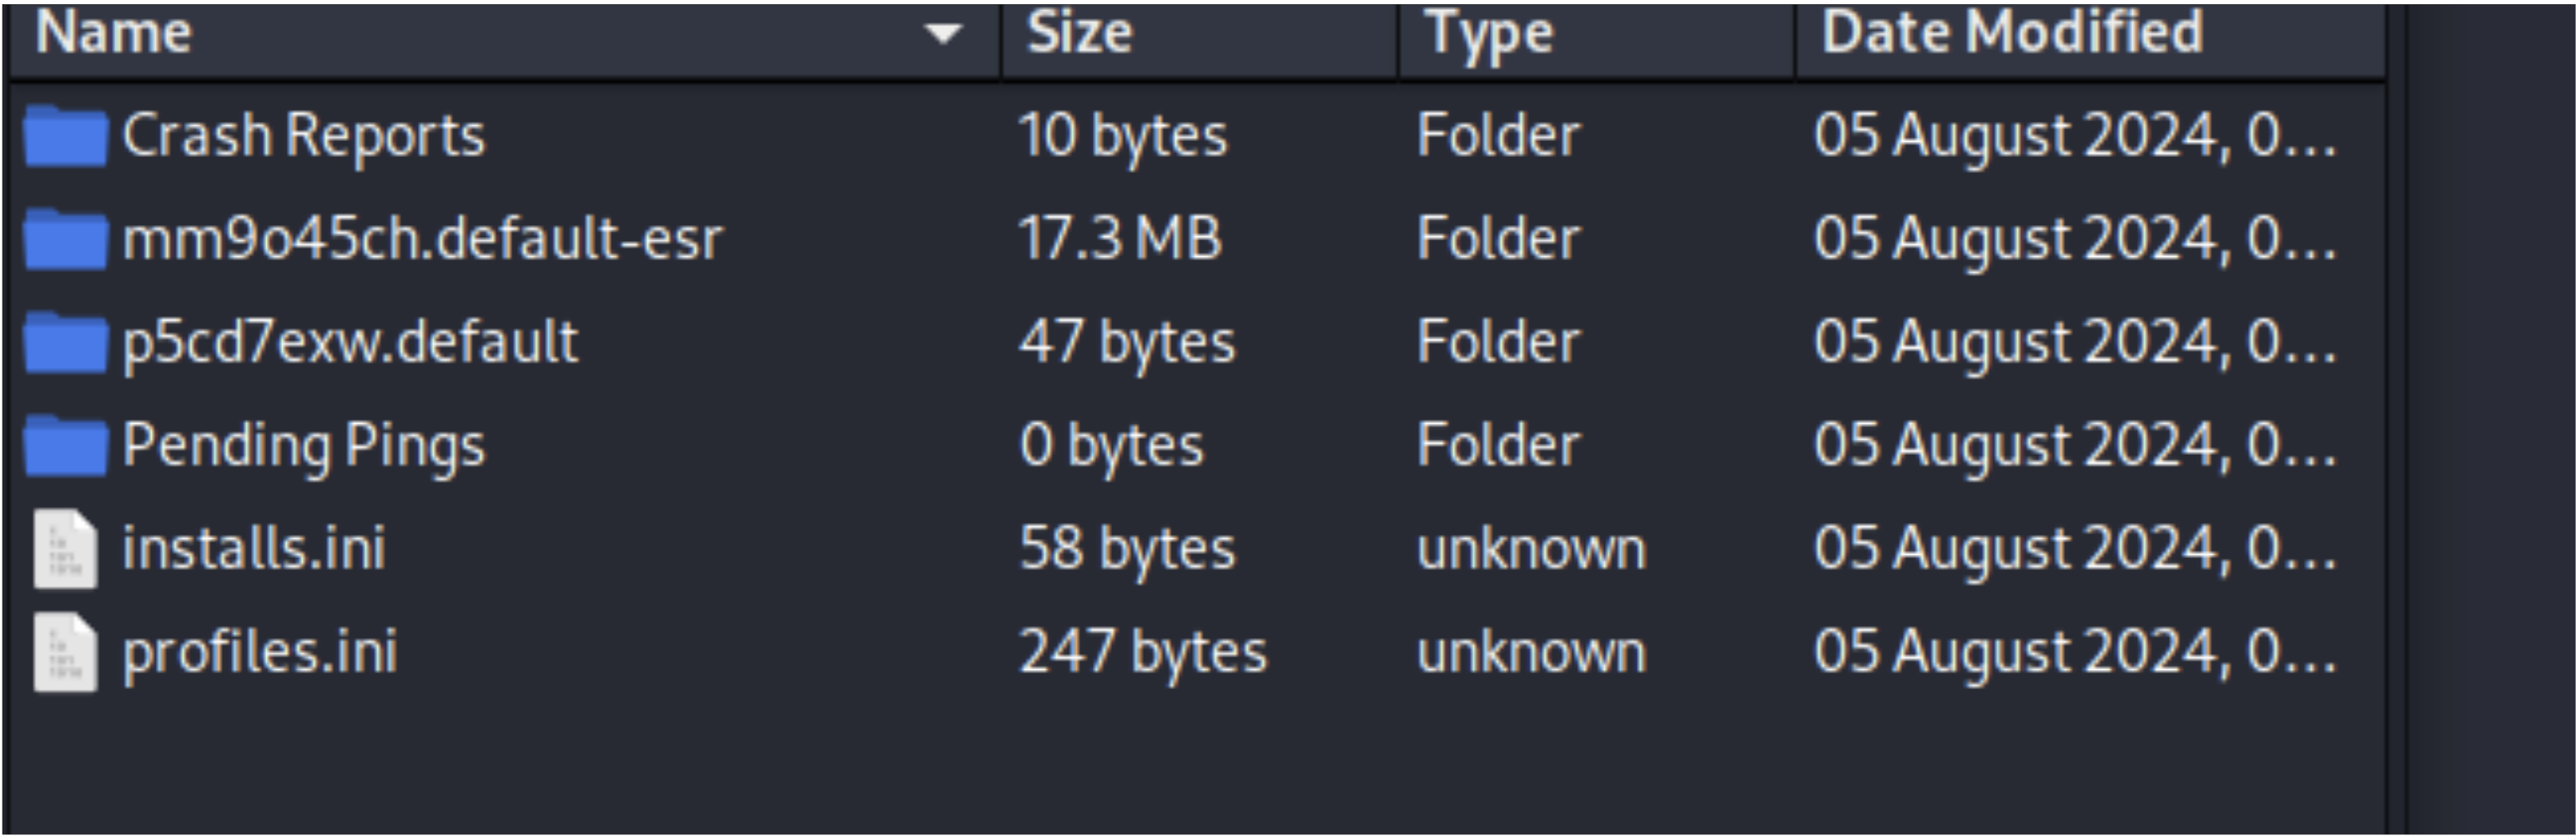 Name Size Type Date Modified
Crash Reports 10 bytes Folder 05 August 2024, 0...
mm9o45ch.default-esr 17.3 MB Folder 05 August 2024, 0...
p5cd7exw.default 47 bytes Folder 05 August 2024, 0...
Pending Pings 0 bytes Folder 05 August 2024, 0...
installs.ini 58 bytes unknown 05 August 2024, 0...
profiles.ini 247 bytes unknown 05 August 2024, 0...